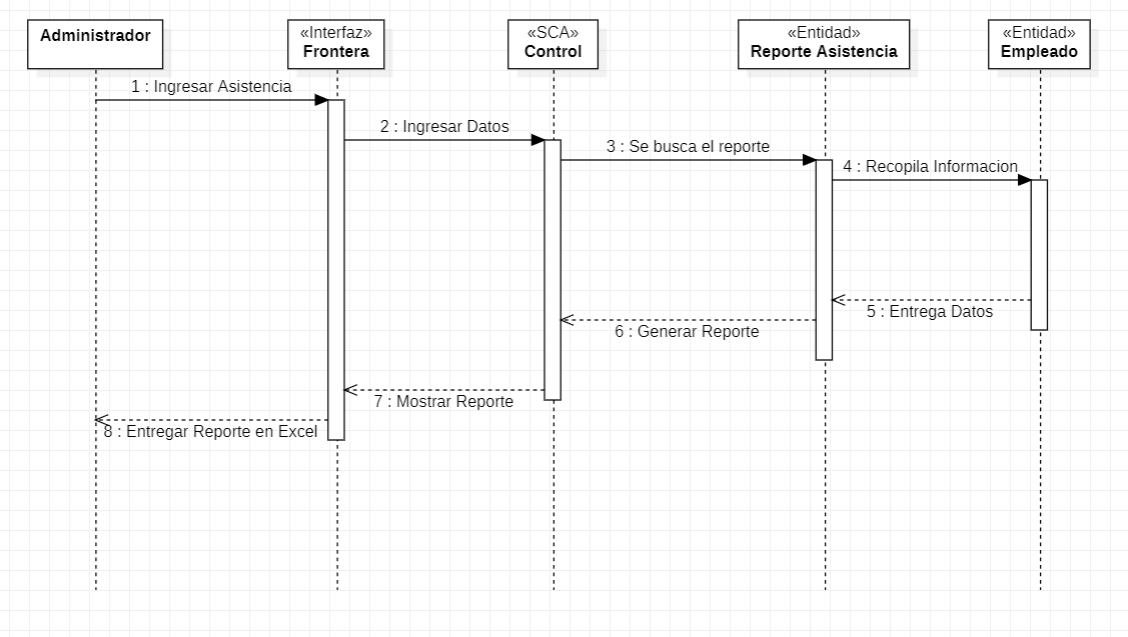 Administrador
«Interfaz»
Frontera
«SCA»
Control
«Entidad»
Reporte Asistencia
«Entidad»
Empleado
1 : Ingresar Asistencia
2 : Ingresar Datos
3 : Se busca el reporte
4 : Recopila Informacion
5 : Entrega Datos
6 : Generar Reporte
7 : Mostrar Reporte
8 : Entregar Reporte en Excel